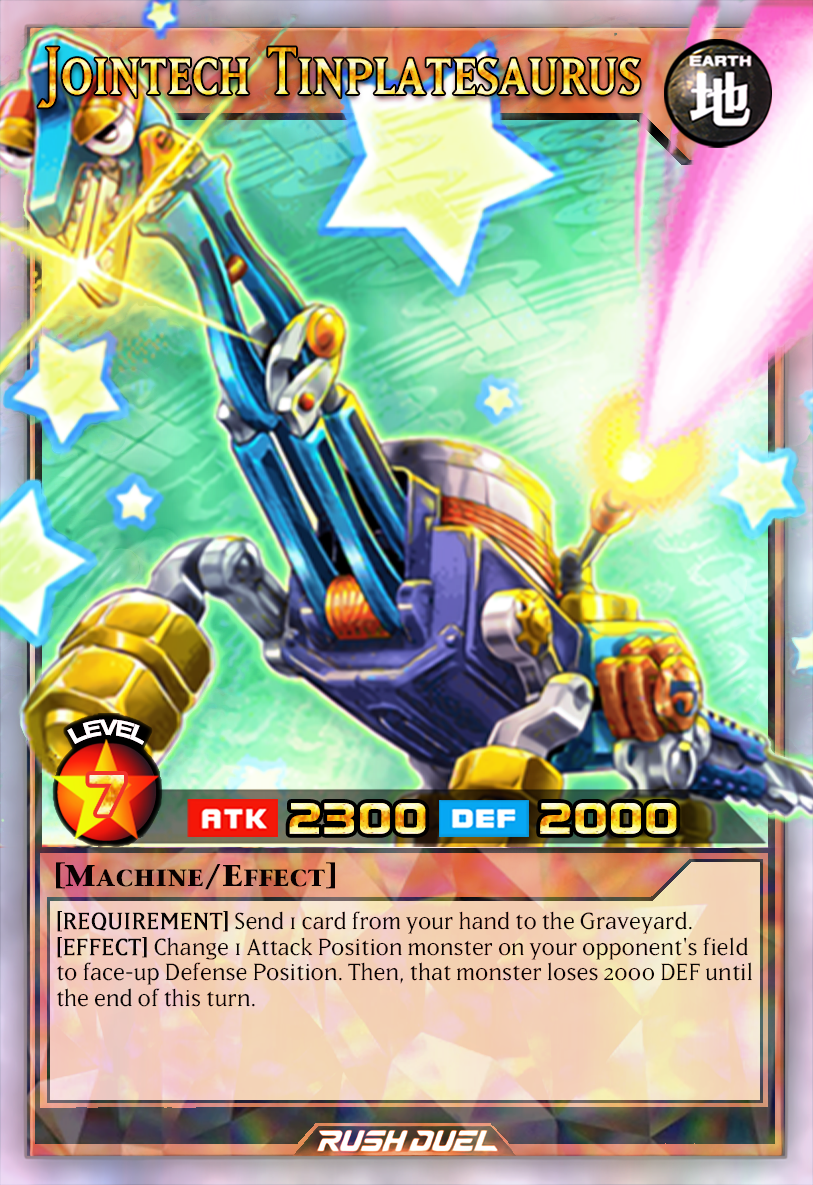 Jointech Tinplatesaurus
EARTH
地
LEVEL
7
ATK 2300 DEF 2000
[Machine/Effect]
[REQUIREMENT] Send 1 card from your hand to the Graveyard.
[EFFECT] Change 1 Attack Position monster on your opponent's field
to face-up Defense Position. Then, that monster loses 2000 DEF until
the end of this turn.
RUSH DUEL